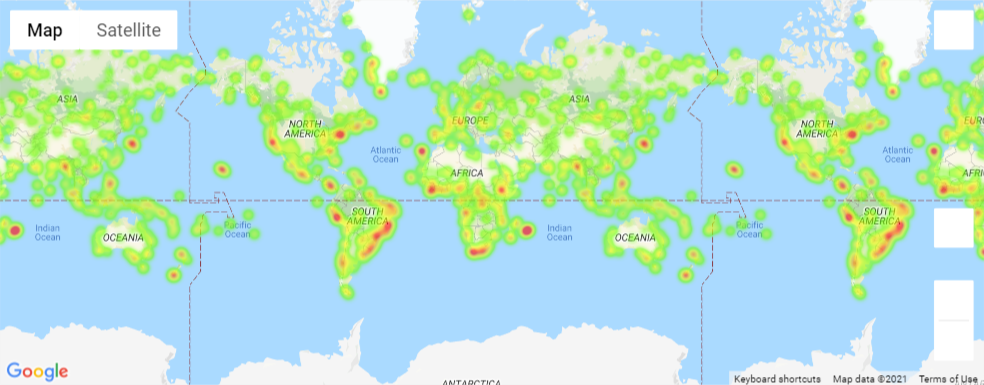 Map
Satellite
ASIA
NORTH
AMERICA
Atlantic
Ocean
EUROPE
AFRICA
ASIA
NORTH
AMERICA
Atlantic
Ocean
EUR
AFRI
Indian
Ocean
OCEANIA
Pacific
Ocean
SOUTH
AMERICA
Indian
Ocean
OCEANIA
Pacific
Ocean
SOUTH
AMERICA
Google
ANTARCTICA
Keyboard shortcuts
Map data ©2021
Terms of Use